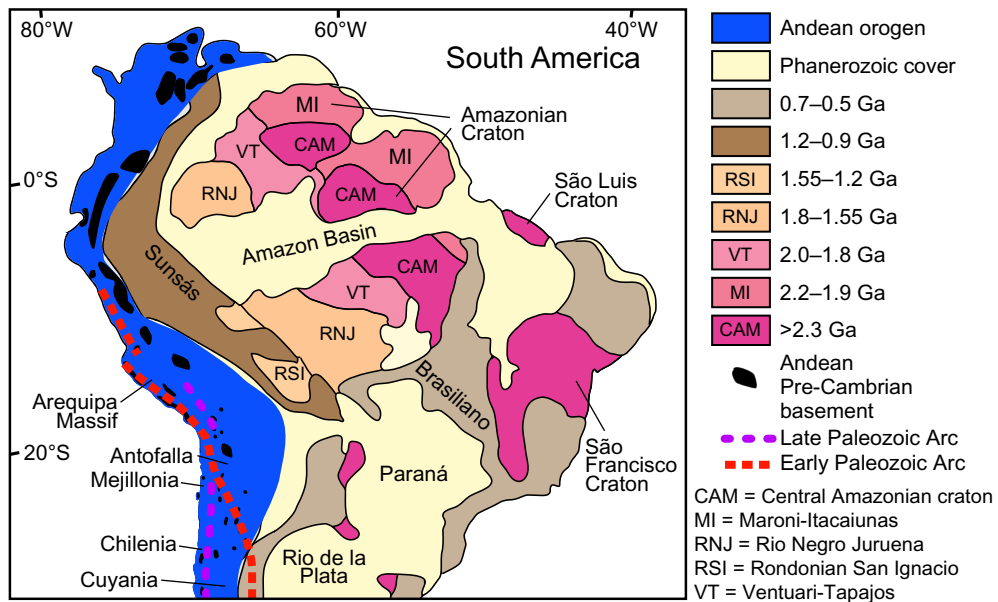 80°W
60°W
40°W
South America
MI
Amazonian
Craton
CAM
VT
MI
RNJ
CAM
0°S
São Luis
Craton
Amazon Basin
Sunsás
CAM
VT
RNJ
RSI
Brasiliano
Arequipa
Massif
20°S
Antofalla
Mejillonia
Paraná
São
Francisco
Craton
Chilenia
Cuyania
Rio de la
Plata
Andean orogen
Phanerozoic cover
0.7–0.5 Ga
1.2–0.9 Ga
RSI 1.55–1.2 Ga
RNJ 1.8–1.55 Ga
VT 2.0–1.8 Ga
MI 2.2–1.9 Ga
CAM >2.3 Ga
Andean
Pre-Cambrian
basement
Late Paleozoic Arc
Early Paleozoic Arc
CAM = Central Amazonian craton
MI = Maroni-Itacaiunas
RNJ = Rio Negro Juruena
RSI = Rondonian San Ignacio
VT = Ventuari-Tapajos